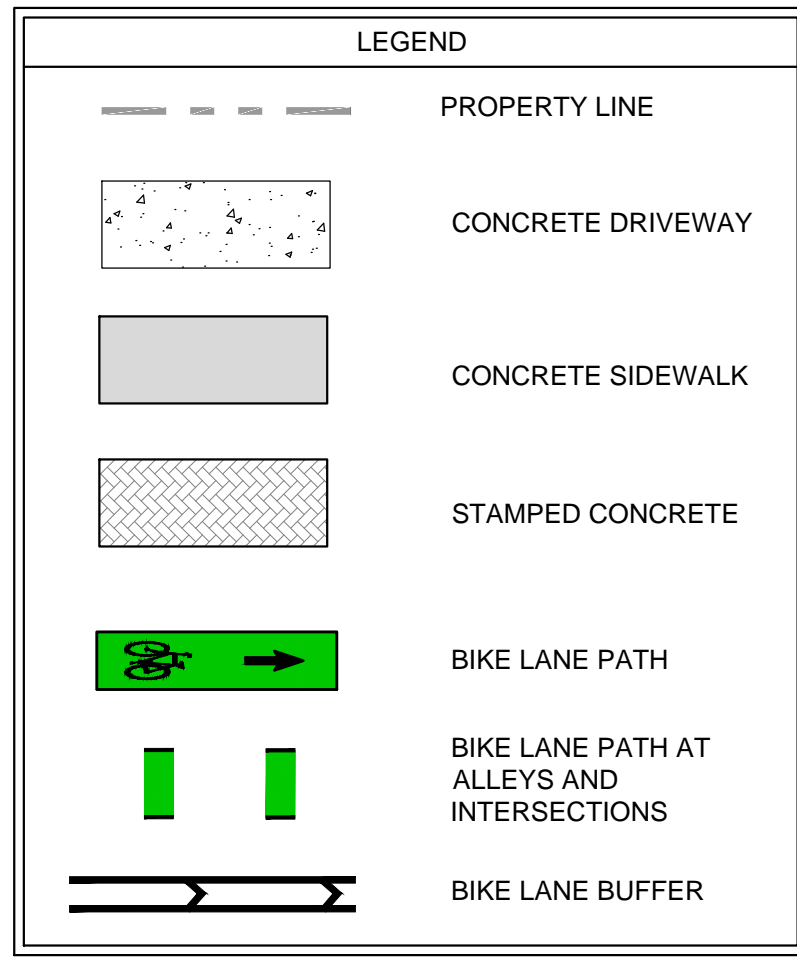 LEGEND
PROPERTY LINE
CONCRETE DRIVEWAY
CONCRETE SIDEWALK
STAMPED CONCRETE
BIKE LANE PATH
BIKE LANE PATH AT
ALLEYS AND
INTERSECTIONS
BIKE LANE BUFFER